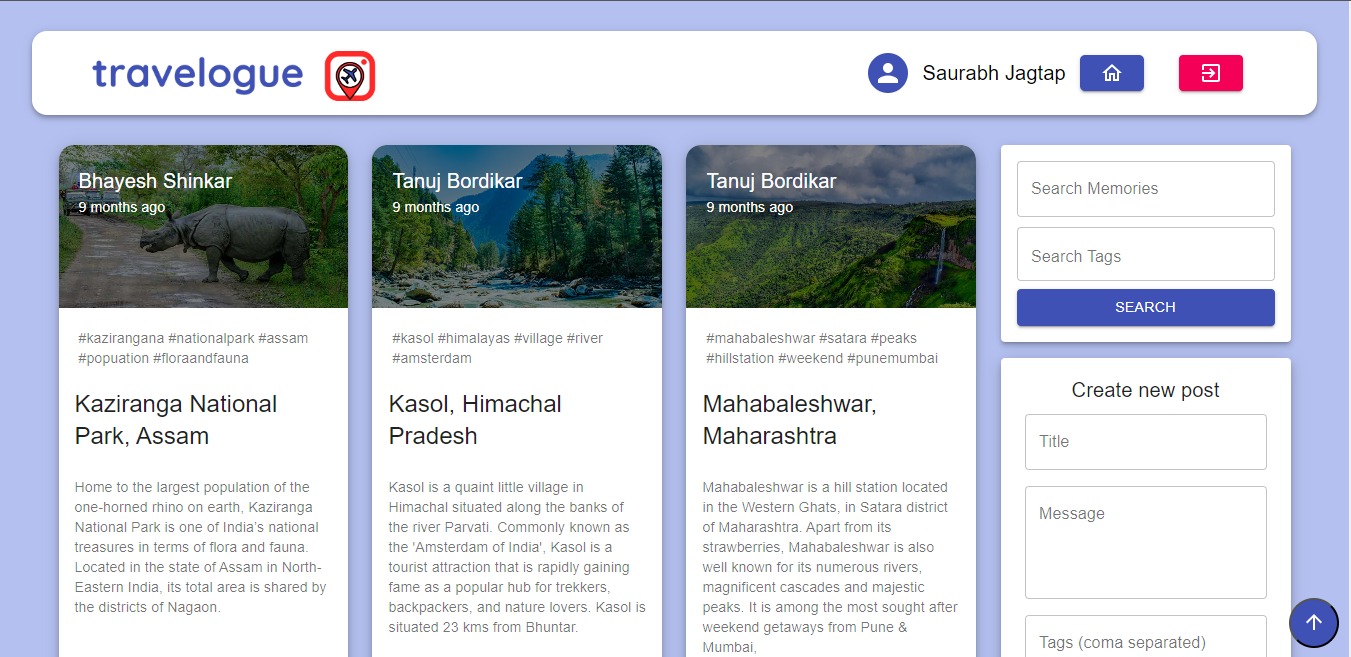 travelogue
Saurabh Jagtap
Bhayesh Shinkar
9 months ago
#kazirangana #nationalpark #assam
#popuation #floraandfauna
Kaziranga National
Park, Assam
Home to the largest population of the
one-horned rhino on earth, Kaziranga
National Park is one of India's national
treasures in terms of flora and fauna.
Located in the state of Assam in North-
Eastern India, its total area is shared by
the districts of Nagaon.
Tanuj Bordikar
9 months ago
#kasol #himalayas #village #river
#amsterdam
Kasol, Himachal
Pradesh
Kasol is a quaint little village in
Himachal situated along the banks of
the river Parvati. Commonly known as
the 'Amsterdam of India', Kasol is a
tourist attraction that is rapidly gaining
fame as a popular hub for trekkers,
backpackers, and nature lovers. Kasol is
situated 23 kms from Bhuntar.
Tanuj Bordikar
9 months ago
#mahabaleshwar #satara #peaks
#hillstation #weekend #punemumbai
Mahabaleshwar,
Maharashtra
Mahabaleshwar is a hill station located
in the Western Ghats, in Satara district
of Maharashtra. Apart from its
strawberries, Mahabaleshwar is also
well known for its numerous rivers,
magnificent cascades and majestic
peaks. It is among the most sought after
weekend getaways from Pune &
Mumbai,
Search Memories
Search Tags
SEARCH
Create new post
Title
Message
Tags (coma separated)